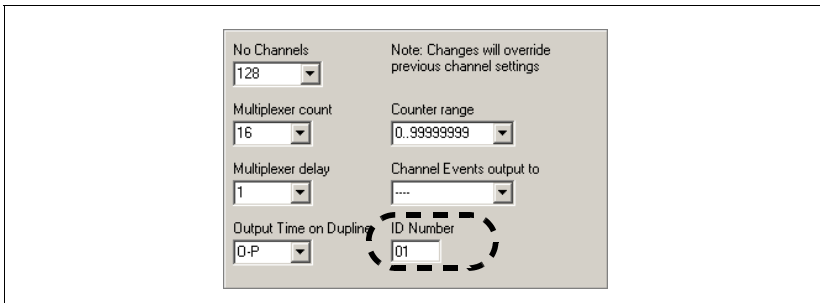 No Channels
128
Note: Changes will override
previous channel settings
Multiplexer count
16
Counter range
0..99999999
Multiplexer delay
1
Channel Events output to
----
Output Time on Dupline
O-P
ID Number
01